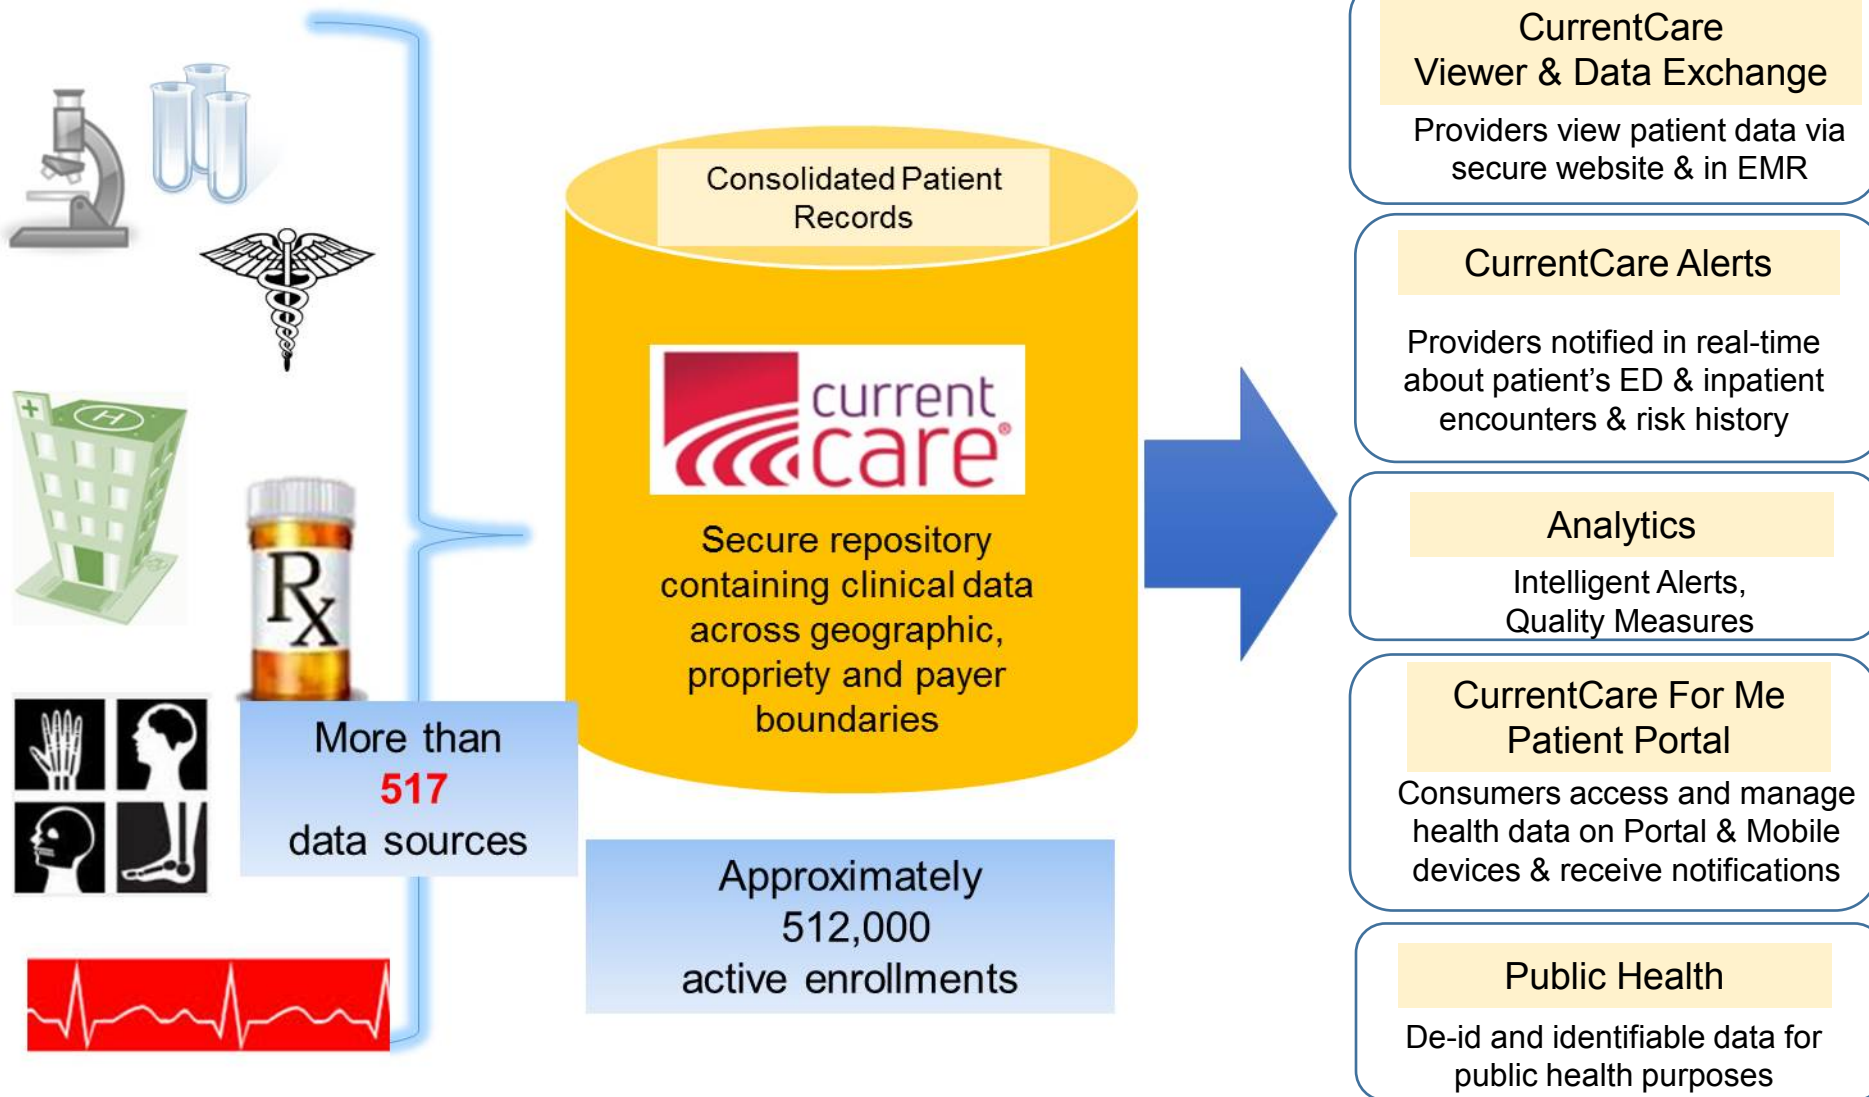 Rx
More than
517
data sources
Consolidated Patient
Records
current
care®
Secure repository
containing clinical data
across geographic,
propriety and payer
boundaries
Approximately
512,000
active enrollments
CurrentCare
Viewer & Data Exchange
Providers view patient data via
secure website & in EMR
CurrentCare Alerts
Providers notified in real-time
about patient’s ED & inpatient
encounters & risk history
Analytics
Intelligent Alerts,
Quality Measures
CurrentCare For Me
Patient Portal
Consumers access and manage
health data on Portal & Mobile
devices & receive notifications
Public Health
De-id and identifiable data for
public health purposes
H